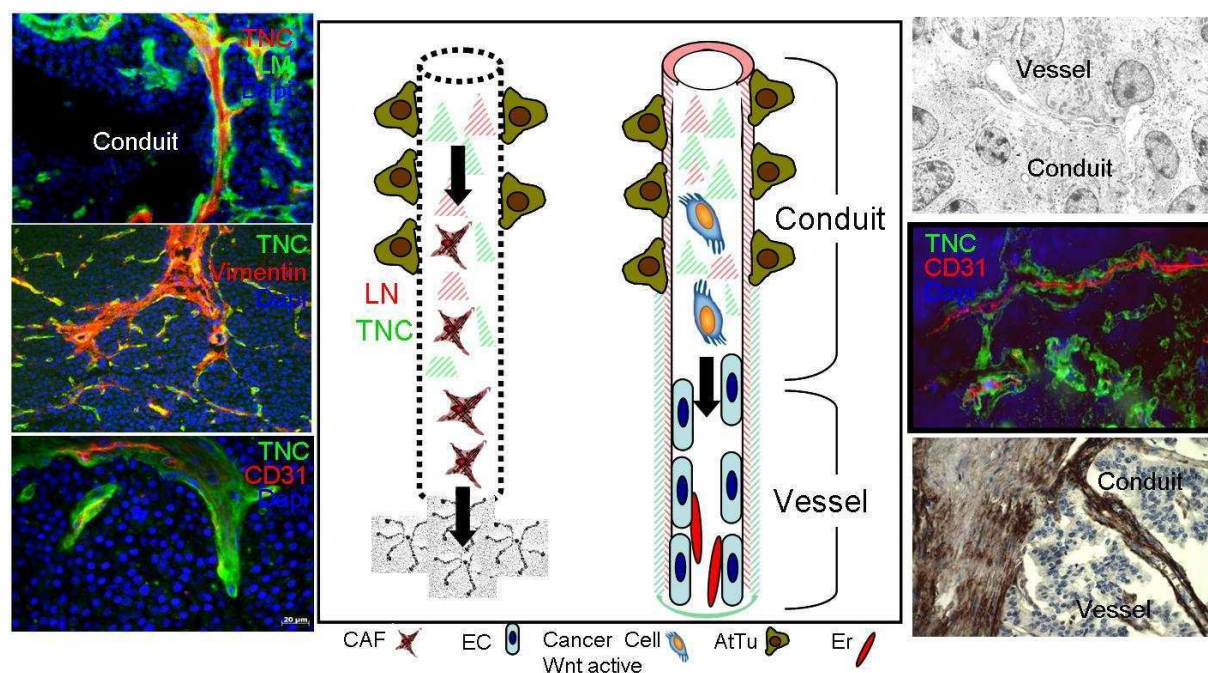 TNC
LM
Dapi
Conduit
TNC
Vimentin
Dapi
TNC
CD31
Dapi
20 µm
LN
TNC
Conduit
Vessel
Vessel
Conduit
TNC
CD31
Dapi
Conduit
Vessel
CAF EC Cancer Cell AtTu Er
Wnt active